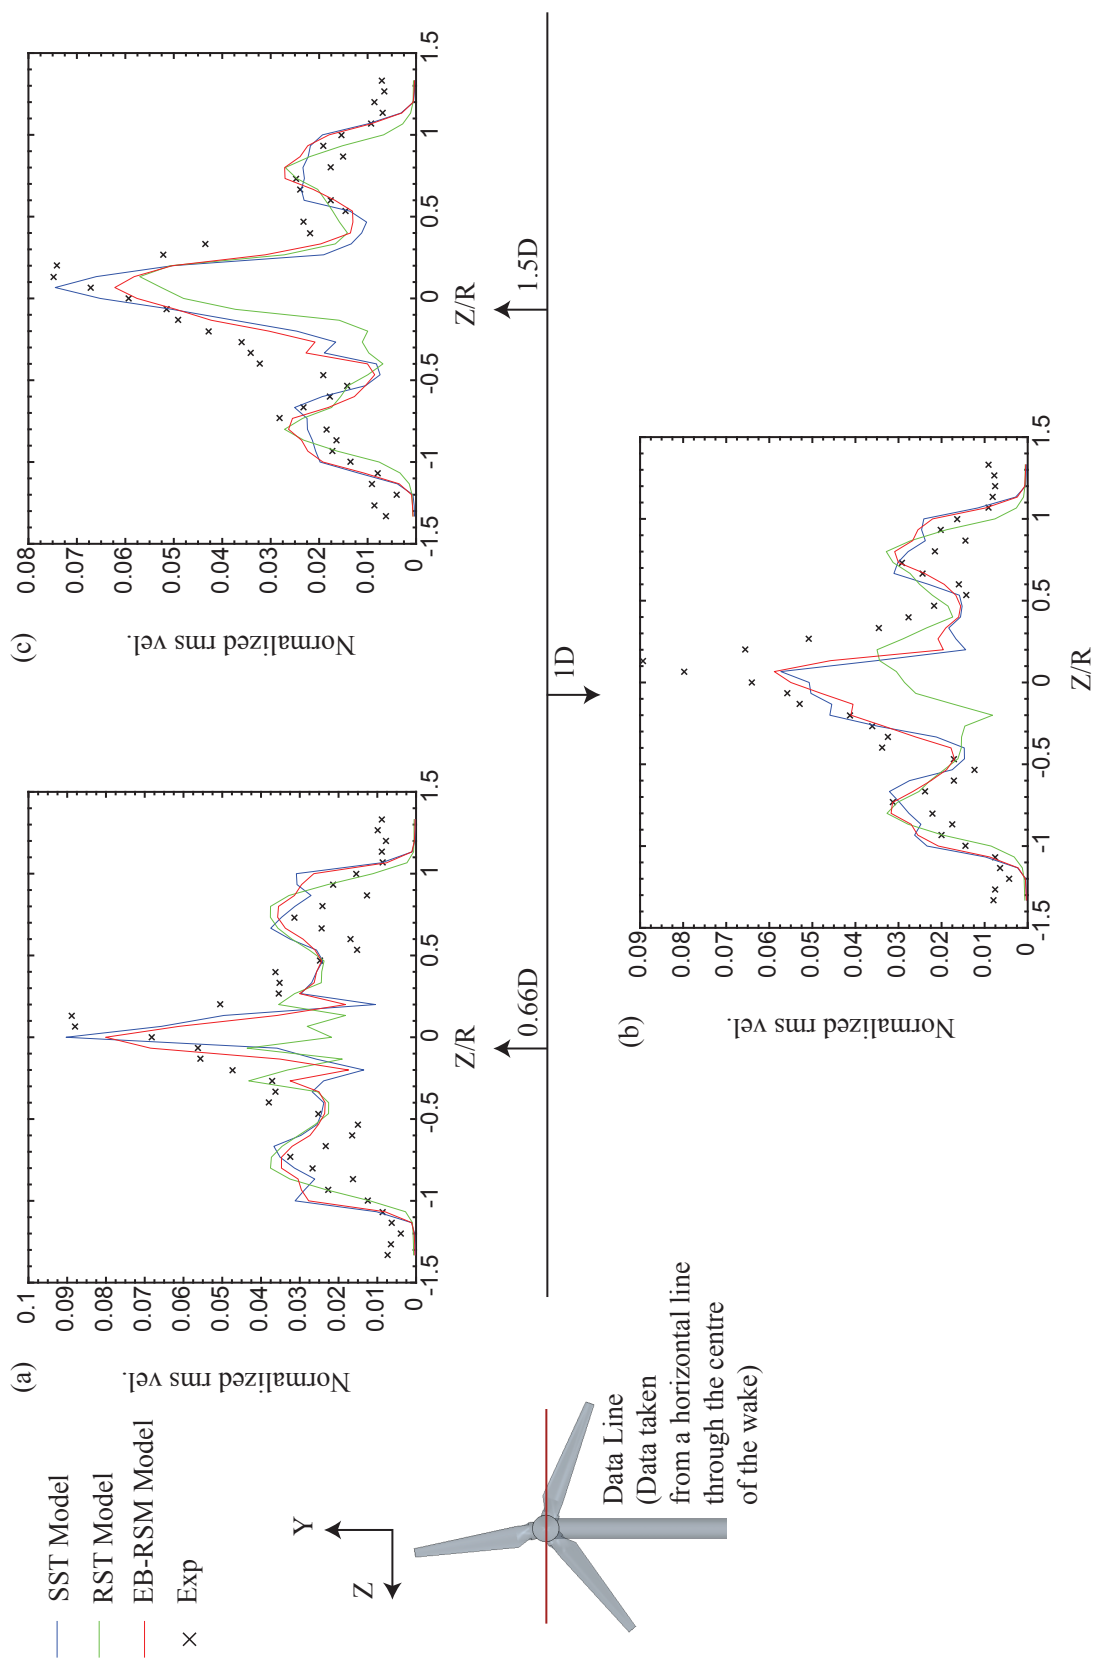 SST Model
RST Model
EB-RSM Model
Exp
Y
Z
Data Line
(Data taken
from a horizontal line
through the centre
of the wake)
(a)
Normalized rms vel.
0.1
0.09
0.08
0.07
0.06
0.05
0.04
0.03
0.02
0.01
0
-1.5
-1
-0.5
0
0.5
1
1.5
Z/R
0.66D
(b)
Normalized rms vel.
0.09
0.08
0.07
0.06
0.05
0.04
0.03
0.02
0.01
0
-1.5
-1
-0.5
0
0.5
1
1.5
Z/R
1D
(c)
Normalized rms vel.
0.08
0.07
0.06
0.05
0.04
0.03
0.02
0.01
0
-1.5
-1
-0.5
0
0.5
1
1.5
Z/R
1.5D